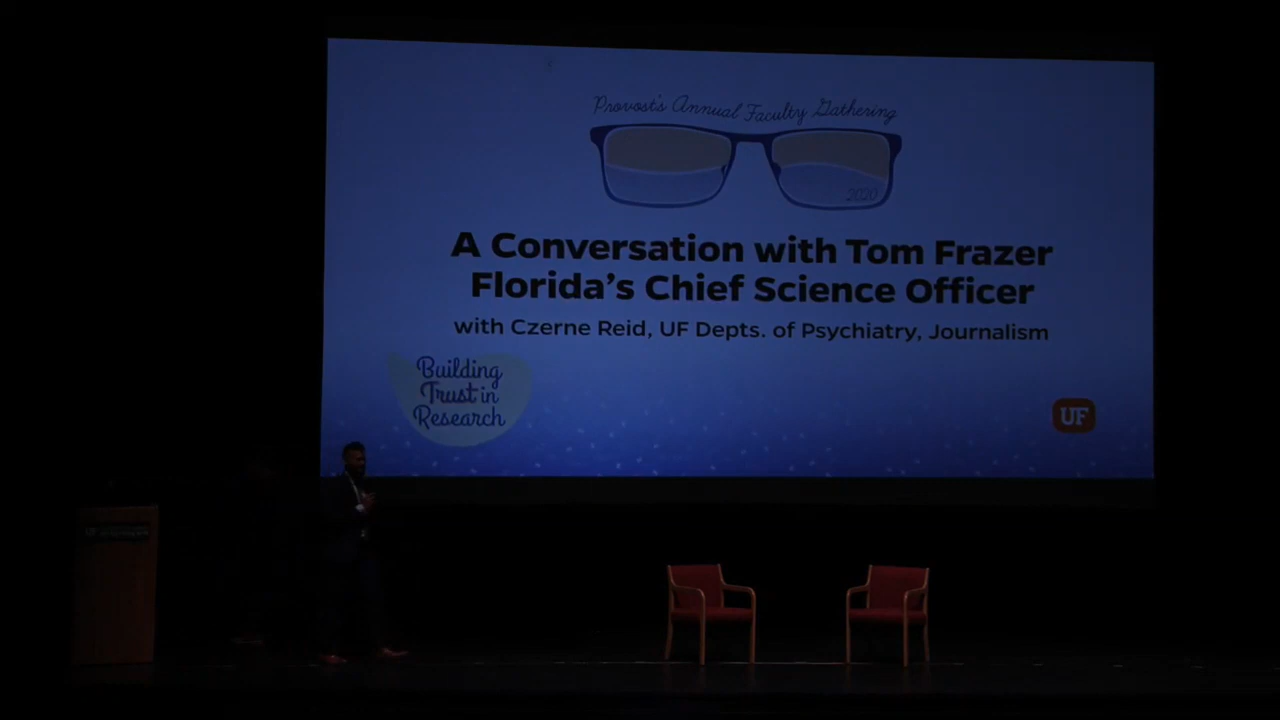 Provost's Annual Faculty Gathering
2020
A Conversation with Tom Frazer
Florida's Chief Science Officer
with Czerne Reid, UF Depts. of Psychiatry, Journalism
Building
Trust in
Research
UF